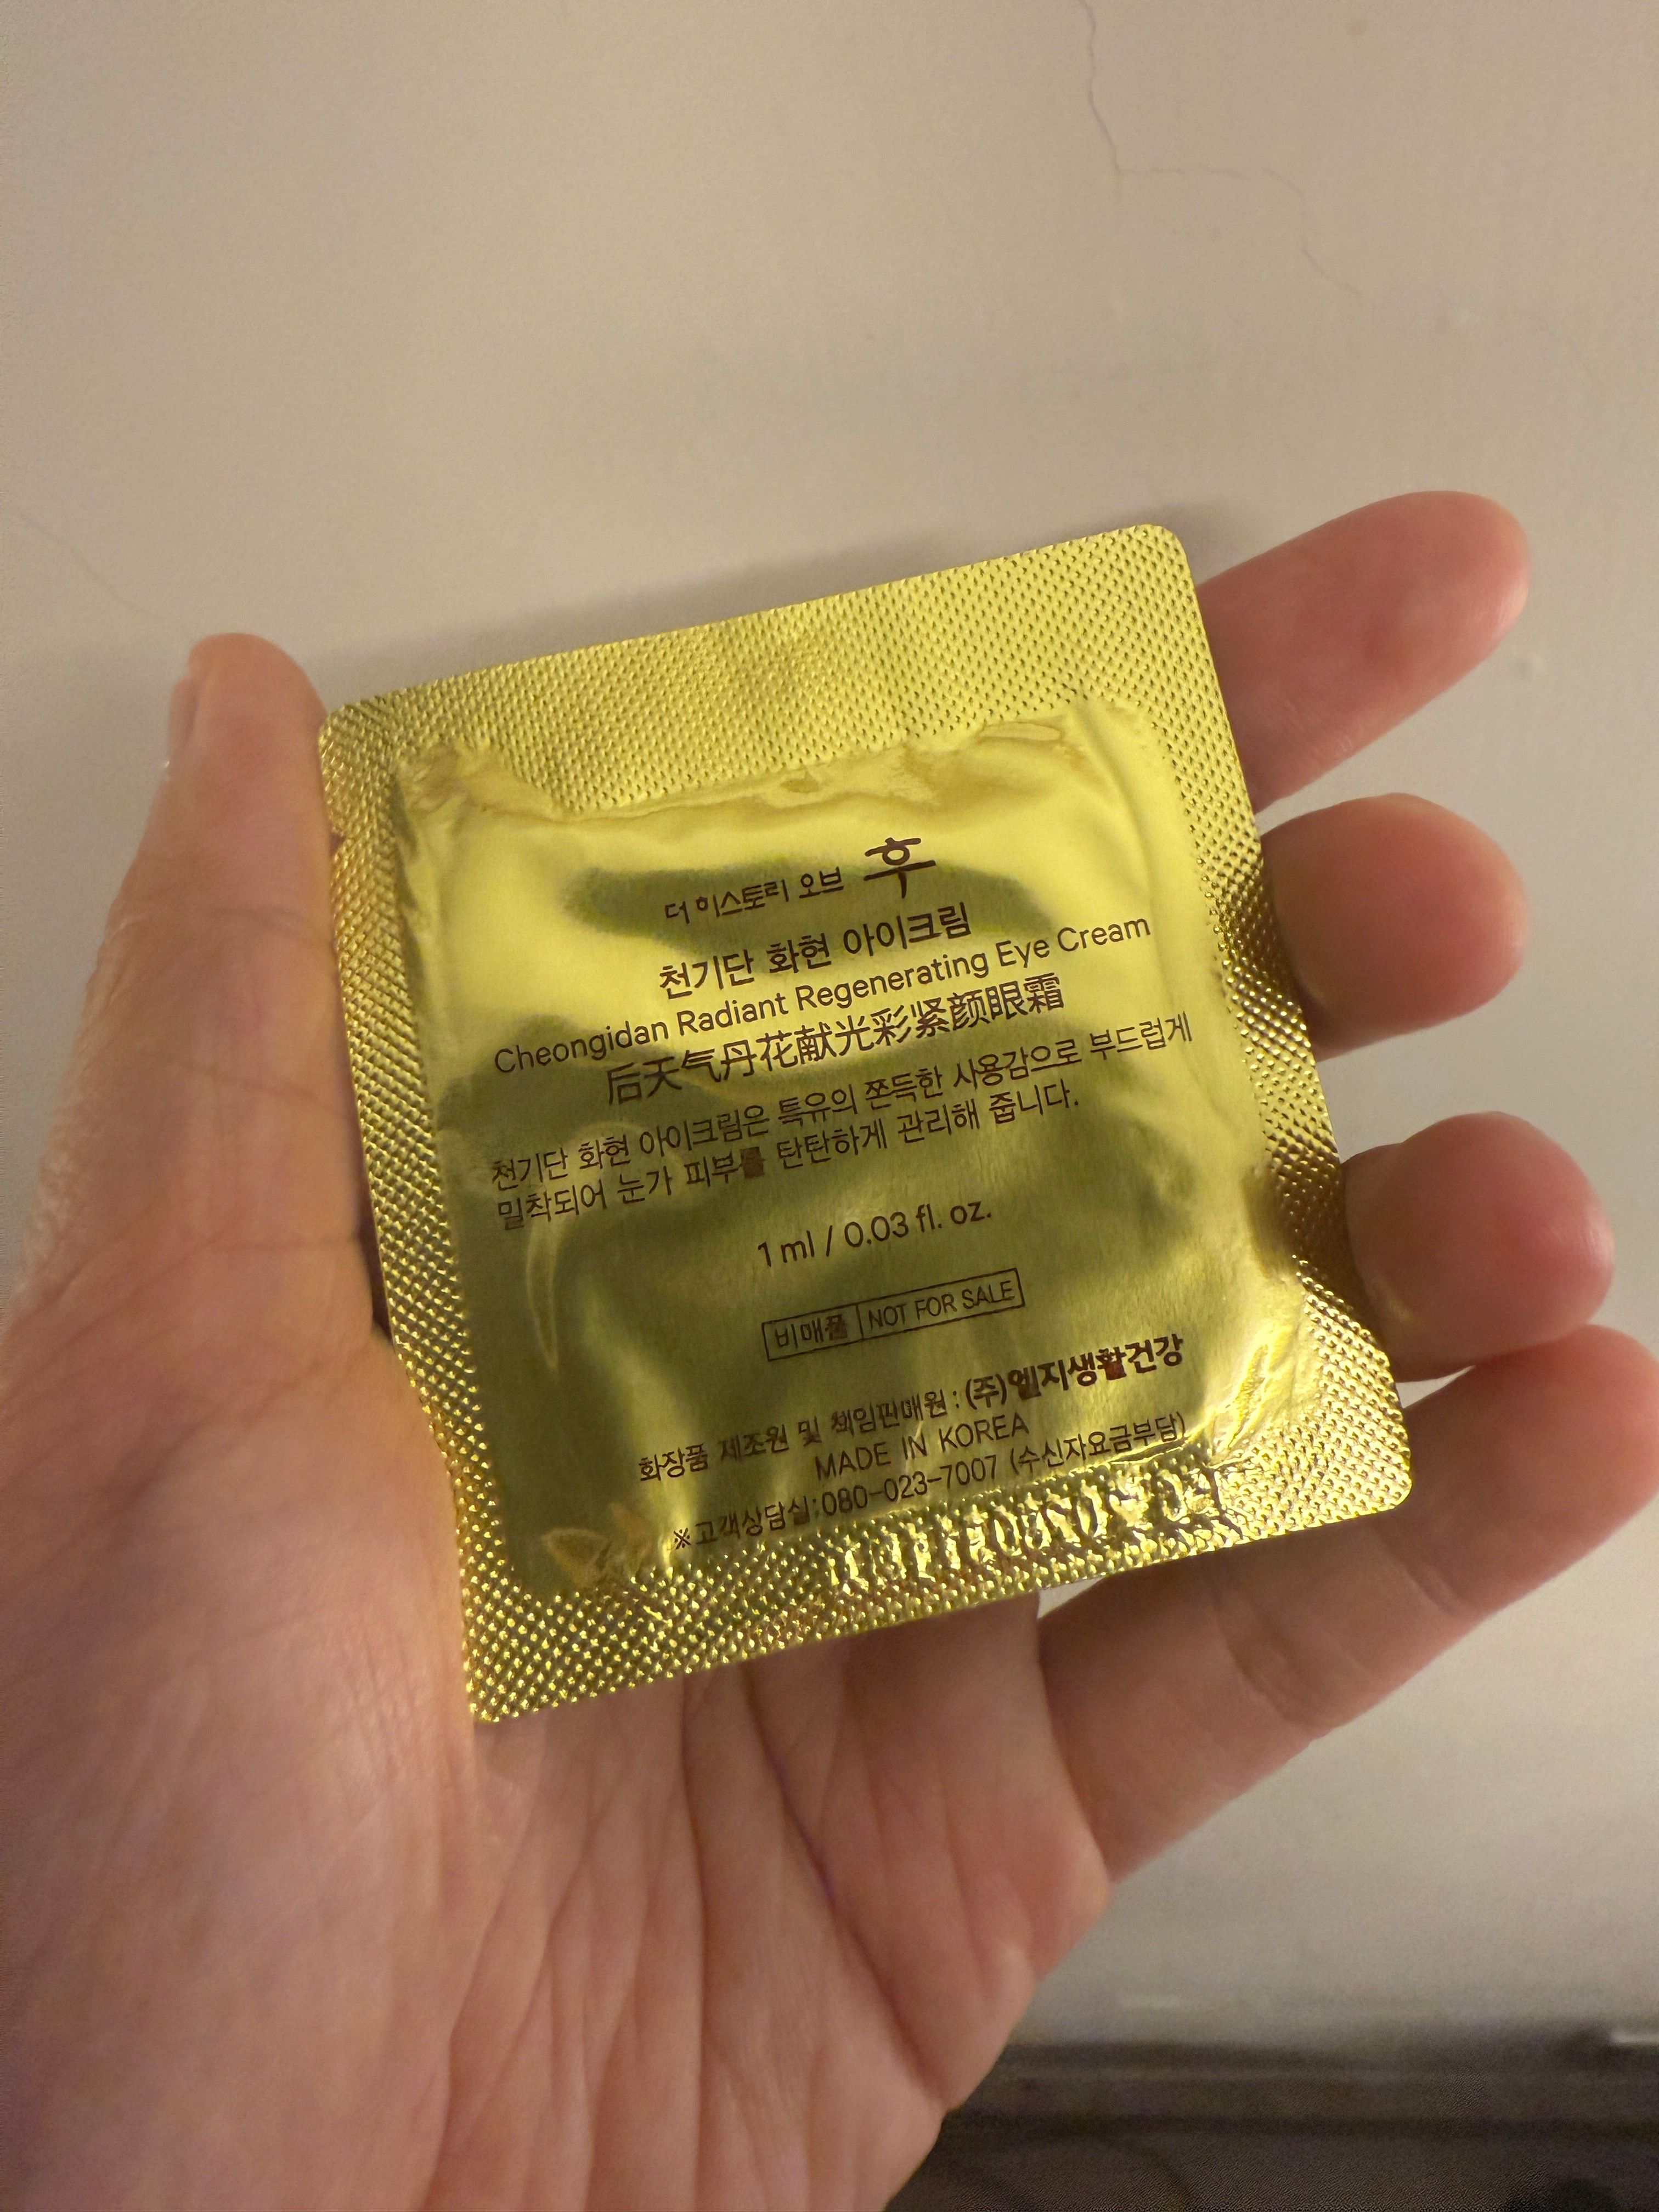 더 히스토리 오브 후
천기단 화현 아이크림
Cheongidan Radiant Regenerating Eye Cream
后天气丹花献光彩紧颜眼霜
천기단 화현 아이크림은 특유의 쫀득한 사용감으로 부드럽게
밀착되어 눈가 피부를 탄탄하게 관리해 줍니다.
1 ml / 0.03 fl. oz.
비매품 NOT FOR SALE
화장품 제조원 및 책임판매원 : (주)엘지생활건강
MADE IN KOREA
※고객상담실:080-023-7007 (수신자요금부담)